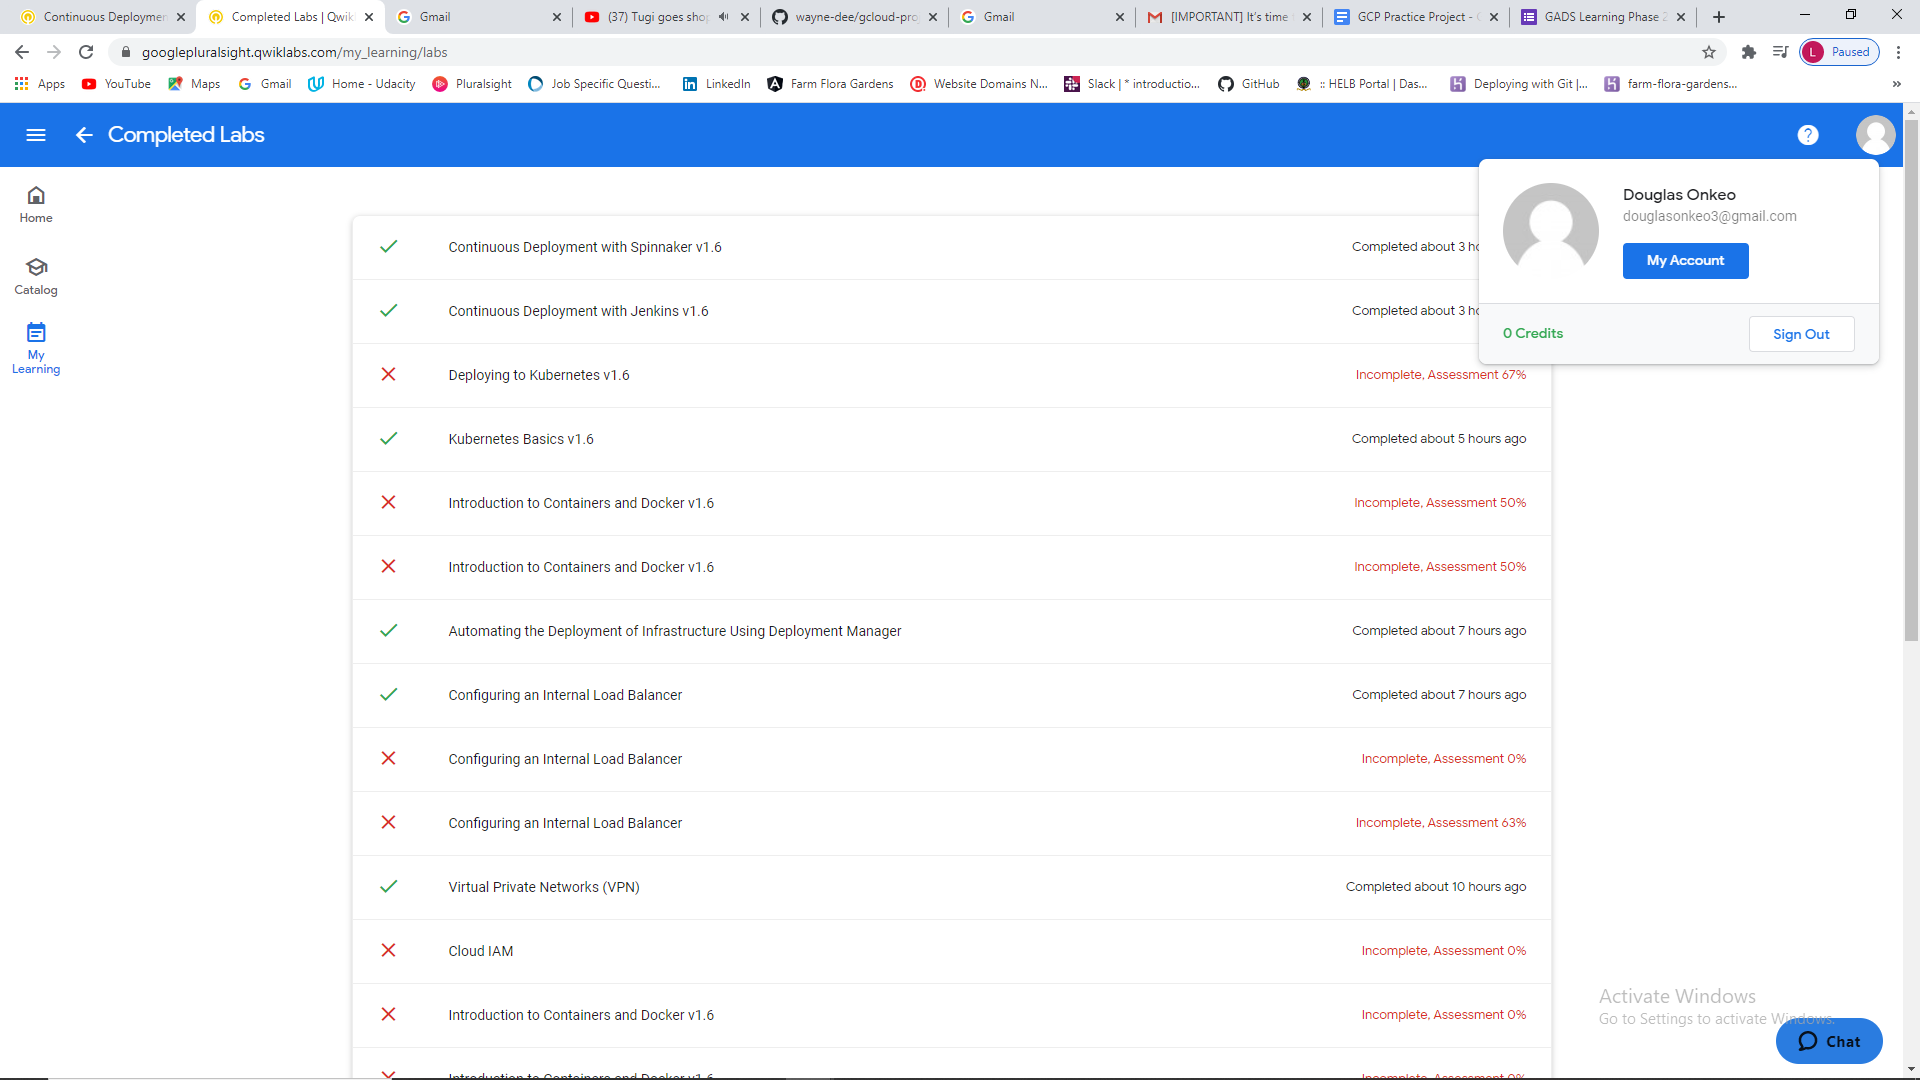 Continuous Deploymen
Completed Labs | Qwik
Gmail
(37) Tugi goes shop
wayne-dee/gcloud-pro
Gmail
[IMPORTANT] It's time
GCP Practice Project -
GADS Learning Phase 2
googlepluralsight.qwiklabs.com/my_learning/labs
L
Paused
Apps
YouTube
Maps
Gmail
Home - Udacity
Pluralsight
Job Specific Questi...
LinkedIn
Farm Flora Gardens
Website Domains N...
Slack | * introductio...
GitHub
:: HELB Portal | Das...
Deploying with Git |...
farm-flora-gardens...
»
Completed Labs
?
Home
Catalog
My
Learning
Douglas Onkeo
douglasonkeo3@gmail.com
My Account
0 Credits
Sign Out
Continuous Deployment with Spinnaker v1.6
Completed about 3 ho
Continuous Deployment with Jenkins v1.6
Completed about 3 ho
Deploying to Kubernetes v1.6
Incomplete, Assessment 67%
Kubernetes Basics v1.6
Completed about 5 hours ago
Introduction to Containers and Docker v1.6
Incomplete, Assessment 50%
Introduction to Containers and Docker v1.6
Incomplete, Assessment 50%
Automating the Deployment of Infrastructure Using Deployment Manager
Completed about 7 hours ago
Configuring an Internal Load Balancer
Completed about 7 hours ago
Configuring an Internal Load Balancer
Incomplete, Assessment 0%
Configuring an Internal Load Balancer
Incomplete, Assessment 63%
Virtual Private Networks (VPN)
Completed about 10 hours ago
Cloud IAM
Incomplete, Assessment 0%
Introduction to Containers and Docker v1.6
Incomplete, Assessment 0%
Introduction to Containers and Docker v1.6
Incomplete, Assessment 0%
Activate Windows
Go to Settings to activate Windows.
Chat